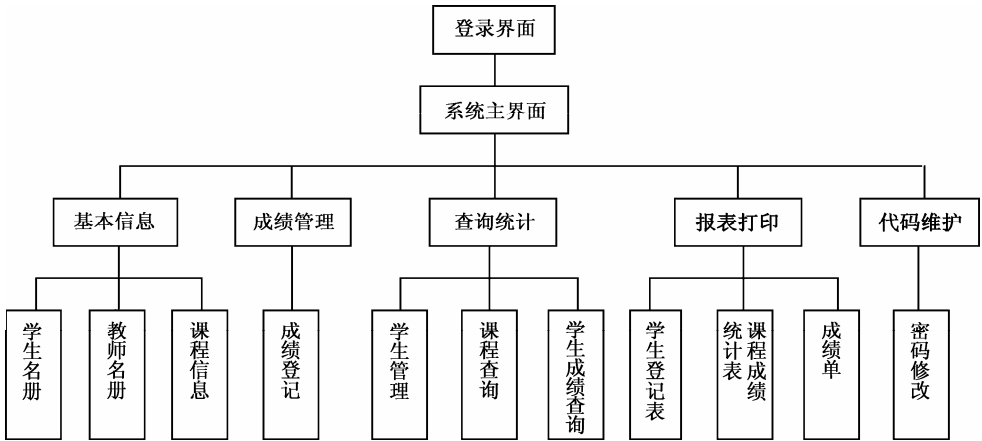 登录界面
系统主界面
基本信息
成绩管理
查询统计
报表打印
代码维护
学生名册
教师名册
课程信息
成绩登记
学生管理
课程查询
学生成绩查询
学生登记表
课程成绩
统计表
成绩单
密码修改